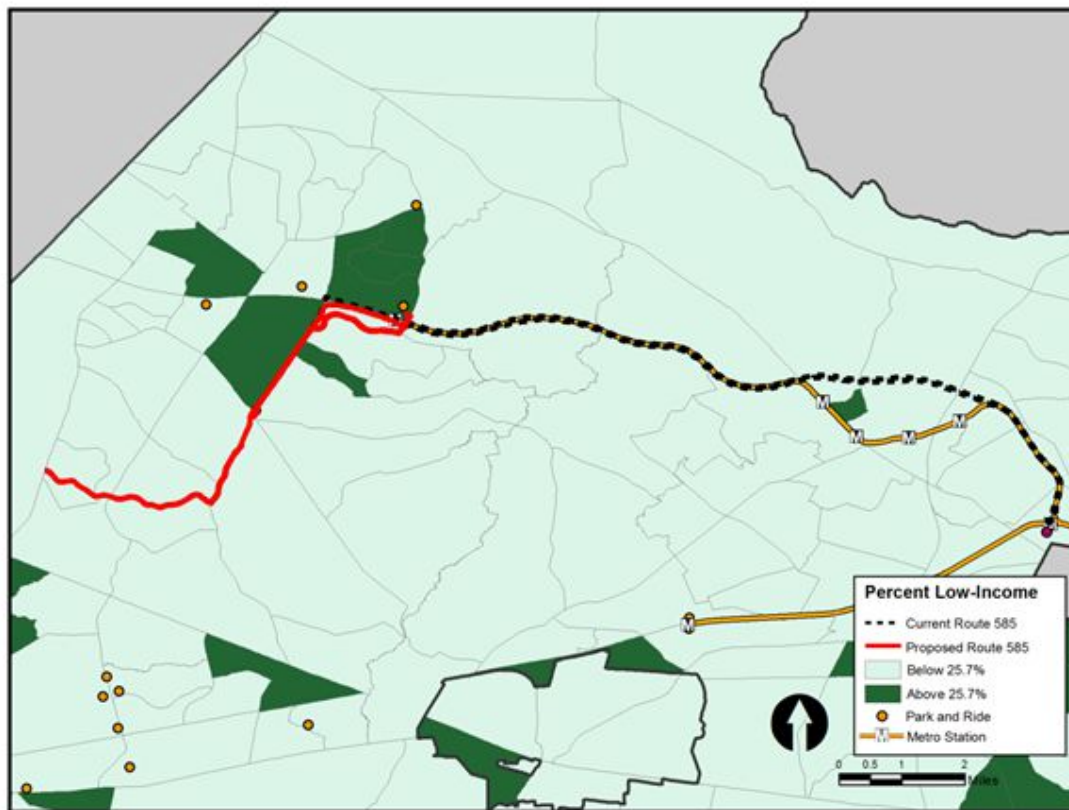 M
M
M
M
M
Percent Low-Income
Current Route 585
Proposed Route 585
Below 25.7%
Above 25.7%
Park and Ride
M Metro Station
0 0.5 1 2
Miles